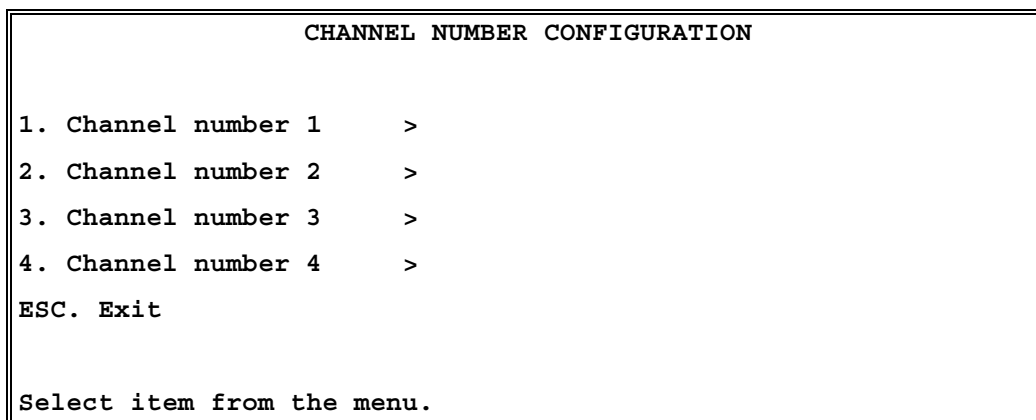 CHANNEL NUMBER CONFIGURATION
1. Channel number 1 >
2. Channel number 2 >
3. Channel number 3 >
4. Channel number 4 >
ESC. Exit
Select item from the menu.